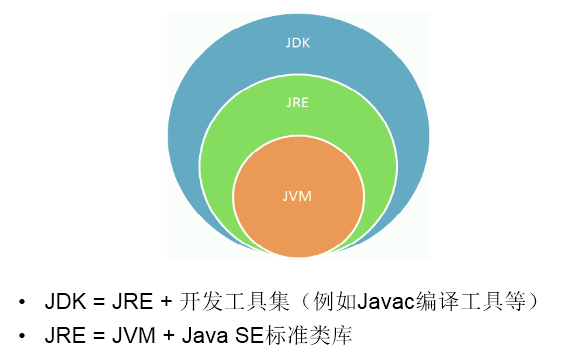 JDK
JRE
JVM
• JDK = JRE + 开发工具集（例如Javac编译工具等）
• JRE = JVM + Java SE标准类库